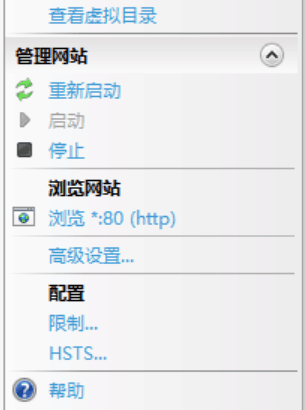 查看虚拟目录
管理网站
重新启动
启动
停止
浏览网站
浏览 *:80 (http)
高级设置...
配置
限制...
HSTS...
帮助